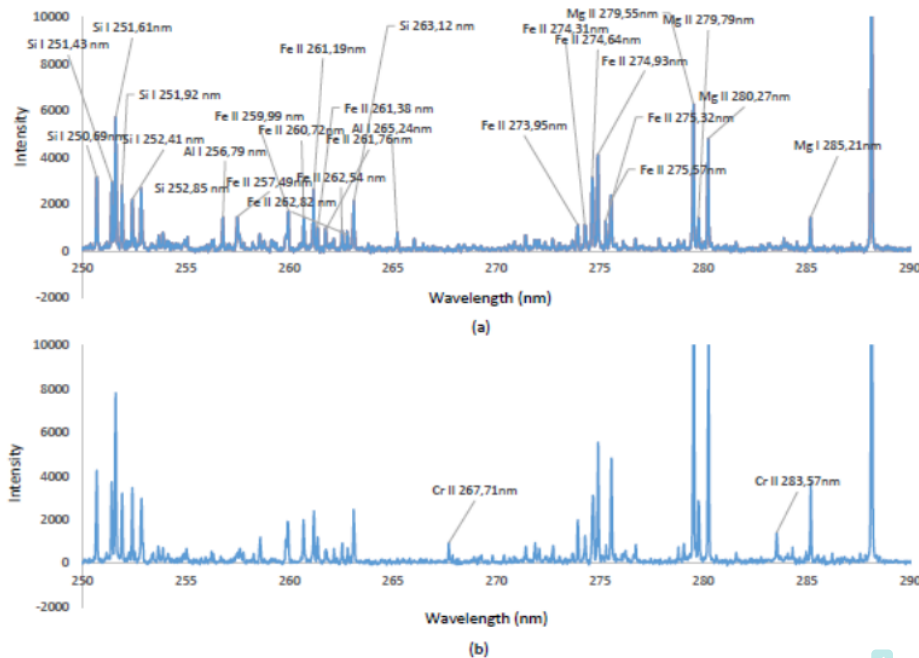 (a)
10000
8000
6000
4000
2000
0
-2000
Intensity
Si I 251,43 nm
Si I 251,61nm
Si I 250,69nm
Si I 251,92 nm
Si I 252,41 nm
Si 252,85 nm
Al I 256,79 nm
Fe II 257,49nm
Fe II 259,99 nm
Fe II 260,72nm
Fe II 261,19nm
Fe II 261,38 nm
Fe II 261,76nm
Fe II 262,54 nm
Fe II 262,82 nm
Si 263,12 nm
Al I 265,24nm
Fe II 273,95nm
Fe II 274,31nm
Fe II 274,64nm
Fe II 274,93nm
Fe II 275,32nm
Fe II 275,57nm
Mg II 279,55nm
Mg II 279,79nm
Mg II 280,27nm
Mg I 285,21nm
250 255 260 265 270 275 280 285 290
Wavelength (nm)
(a)
10000
8000
6000
4000
2000
0
-2000
Intensity
Cr II 267,71nm
Cr II 283,57nm
250 255 260 265 270 275 280 285 290
Wavelength (nm)
(b)